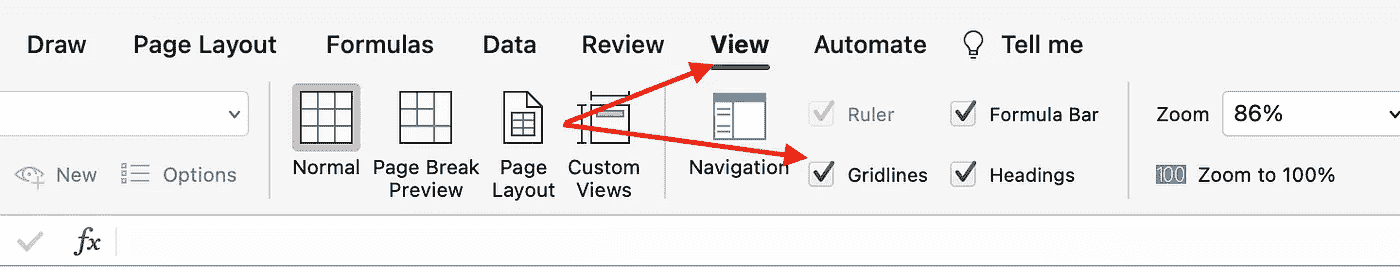 Draw Page Layout Formulas Data Review View Automate Tell me
Ruler Formula Bar Zoom 86%
Normal Page Break Preview Page Layout Custom Views Navigation
New Options Gridlines Headings 100 Zoom to 100%
fx